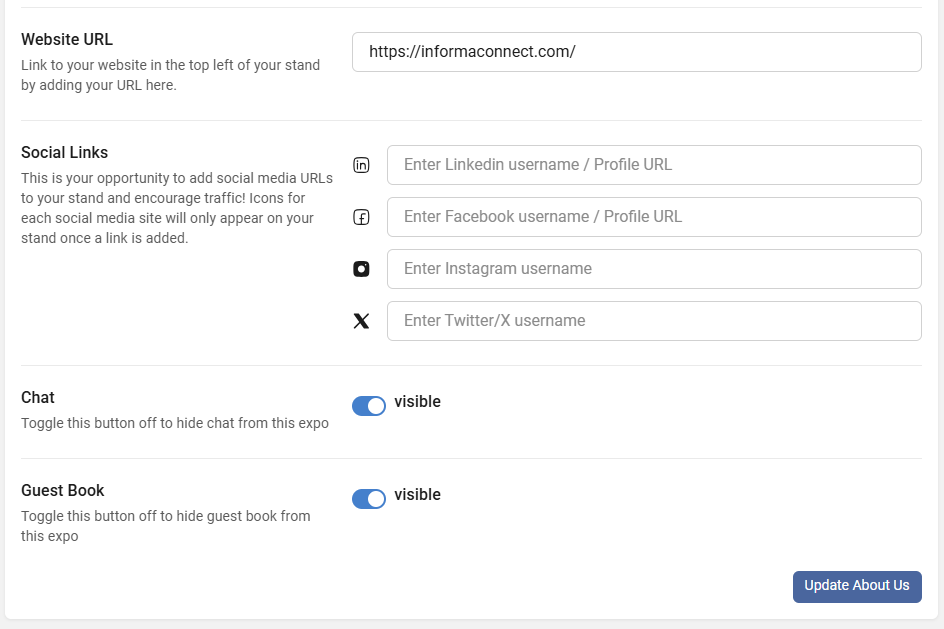 Website URL
Link to your website in the top left of your stand
by adding your URL here.
https://informaconnect.com/
Social Links
This is your opportunity to add social media URLs
to your stand and encourage traffic! Icons for
each social media site will only appear on your
stand once a link is added.
in
Enter Linkedin username / Profile URL
f
Enter Facebook username / Profile URL
Enter Instagram username
X
Enter Twitter/X username
Chat
Toggle this button off to hide chat from this expo
visible
Guest Book
Toggle this button off to hide guest book from
this expo
visible
Update About Us